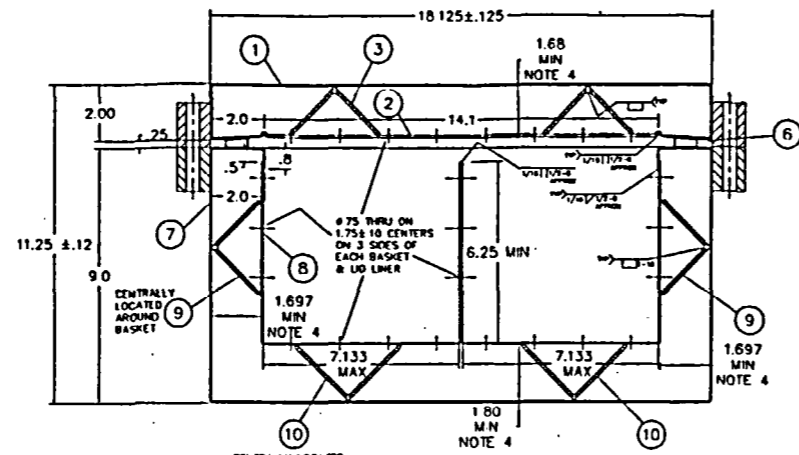 18 125±.125
1
3
1.68
MIN
NOTE 4
2.00
2.0
2
14.1
6
.25
.5
.8
2.0
7
11.25 ±.12
9.0
ø 75 THRU ON
1.75±10 CENTERS
ON 3 SIDES OF
EACH BASKET
& LID LINER
6.25 MIN
8
9
CENTRALLY
LOCATED
AROUND
BASKET
1.697
MIN
NOTE 4
9
7.133
MAX
7.133
MAX
1.697
MIN
NOTE 4
10
1.80
MIN
NOTE 4
10